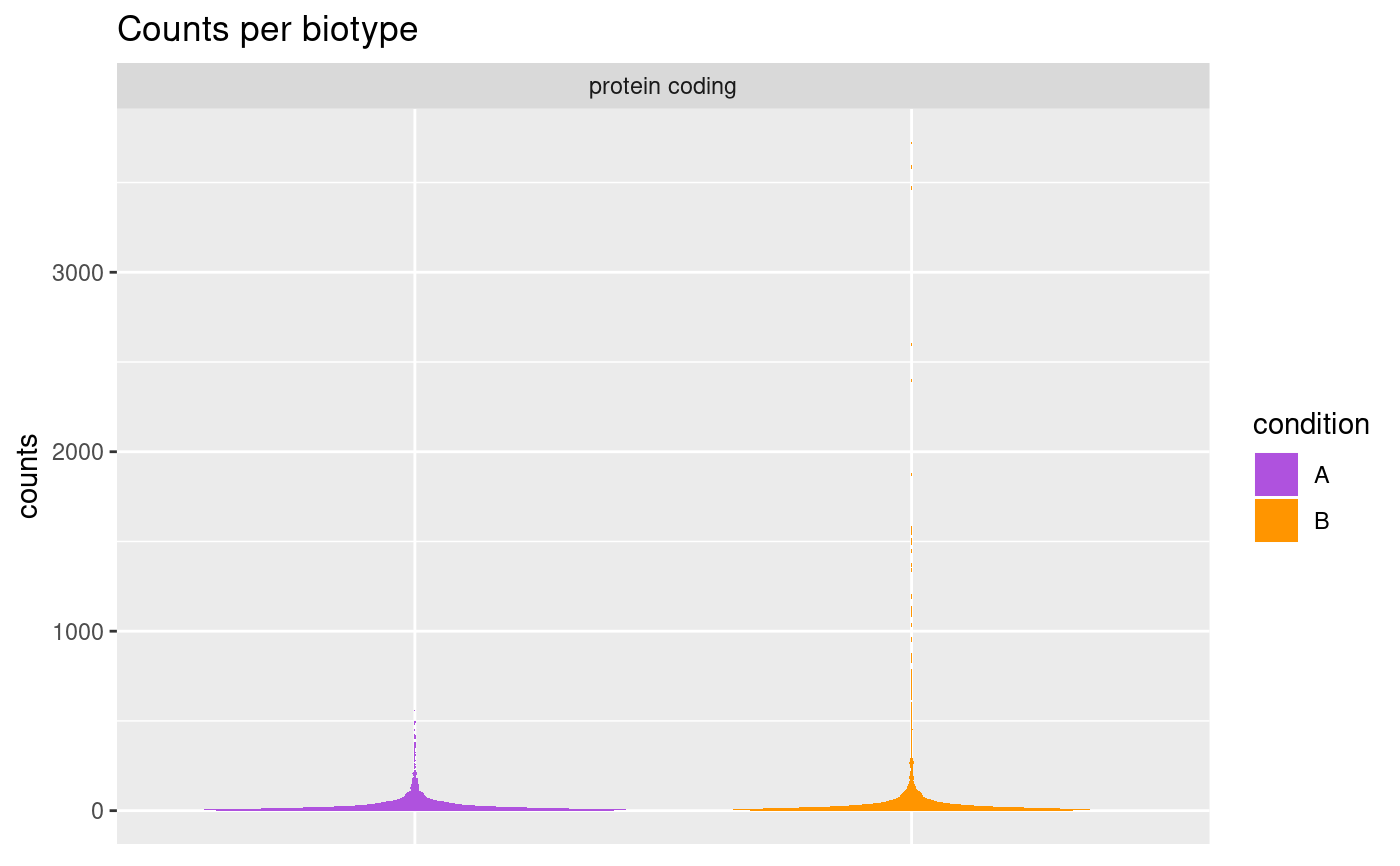 Counts per biotype
protein coding
3000
2000
1000
0
counts
condition
A
B